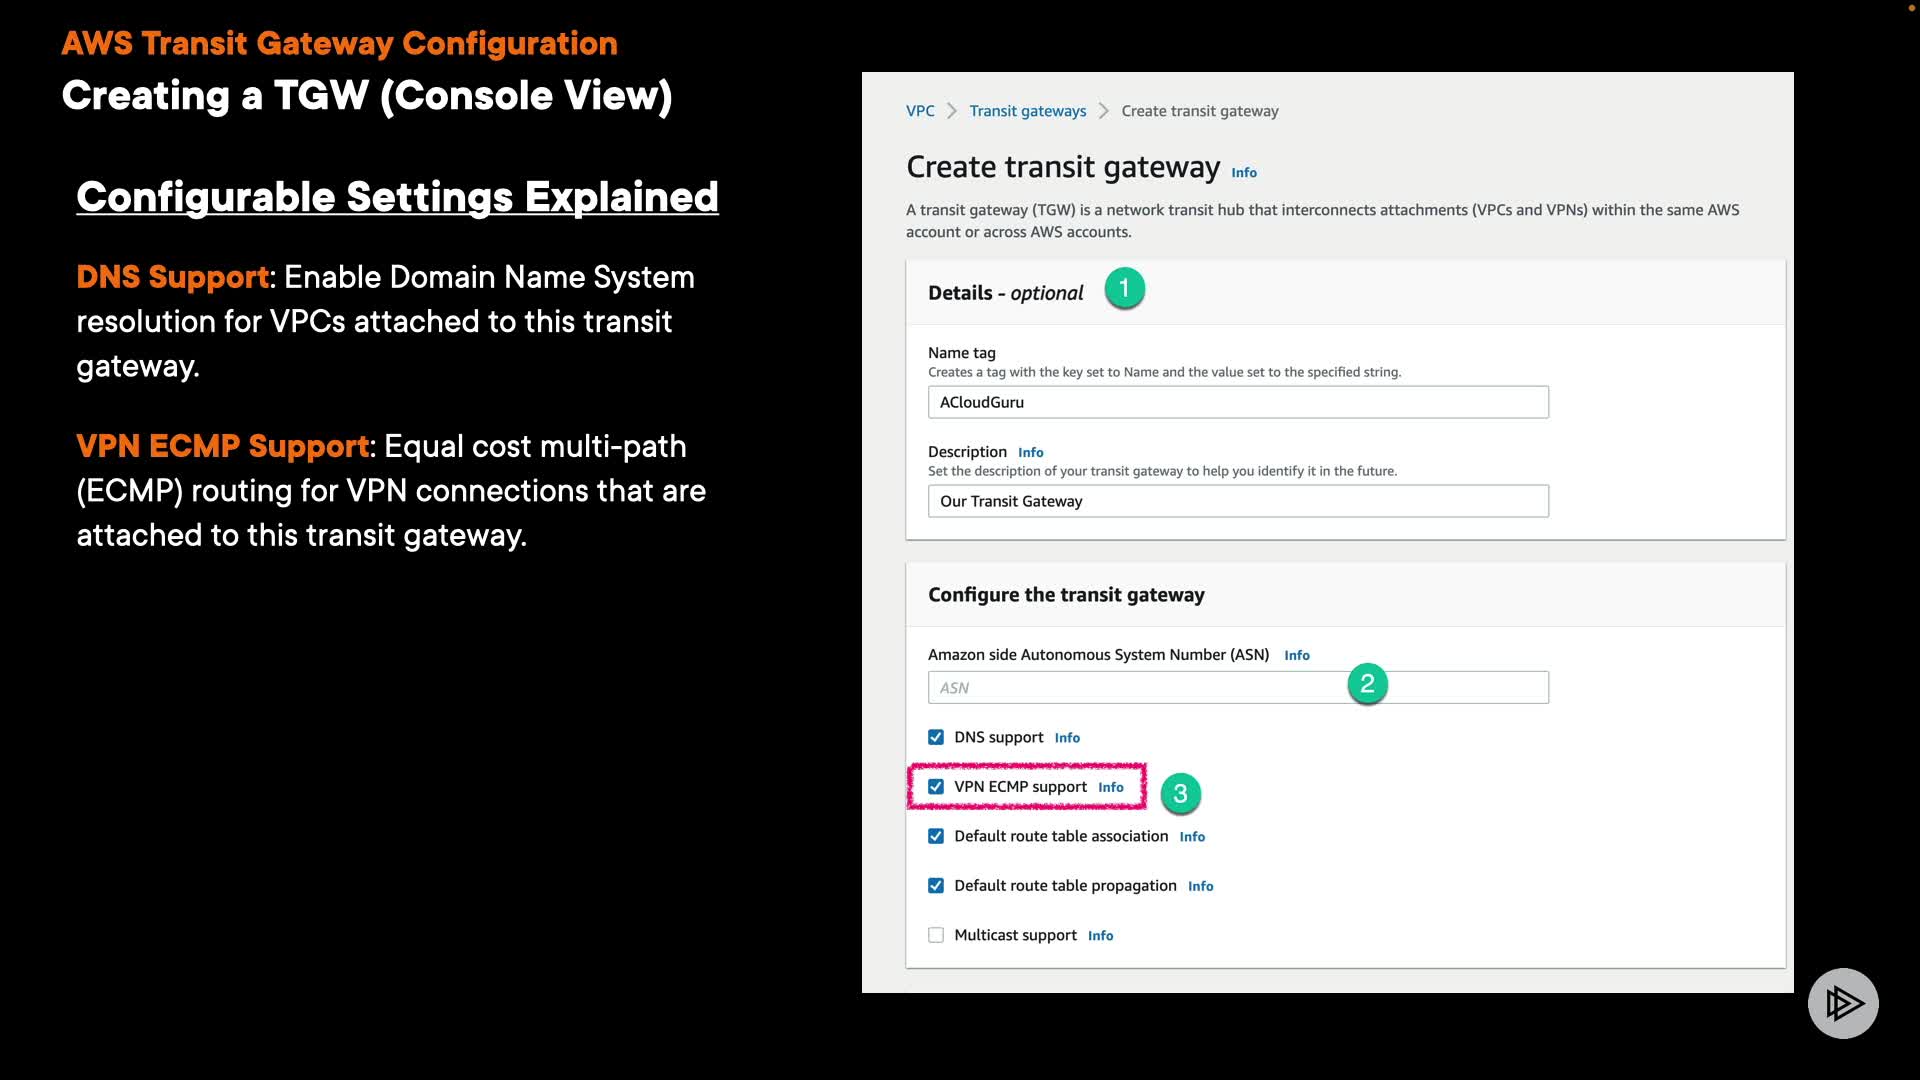 AWS Transit Gateway Configuration
Creating a TGW (Console View)
Configurable Settings Explained
DNS Support: Enable Domain Name System
resolution for VPCs attached to this transit
gateway.
VPN ECMP Support: Equal cost multi-path
(ECMP) routing for VPN connections that are
attached to this transit gateway.
VPC > Transit gateways > Create transit gateway
Create transit gateway Info
A transit gateway (TGW) is a network transit hub that interconnects attachments (VPCs and VPNs) within the same AWS
account or across AWS accounts.
Details - optional 1
Name tag
Creates a tag with the key set to Name and the value set to the specified string.
ACloudGuru
Description Info
Set the description of your transit gateway to help you identify it in the future.
Our Transit Gateway
Configure the transit gateway
Amazon side Autonomous System Number (ASN) Info
ASN 2
DNS support Info
VPN ECMP support Info 3
Default route table association Info
Default route table propagation Info
Multicast support Info